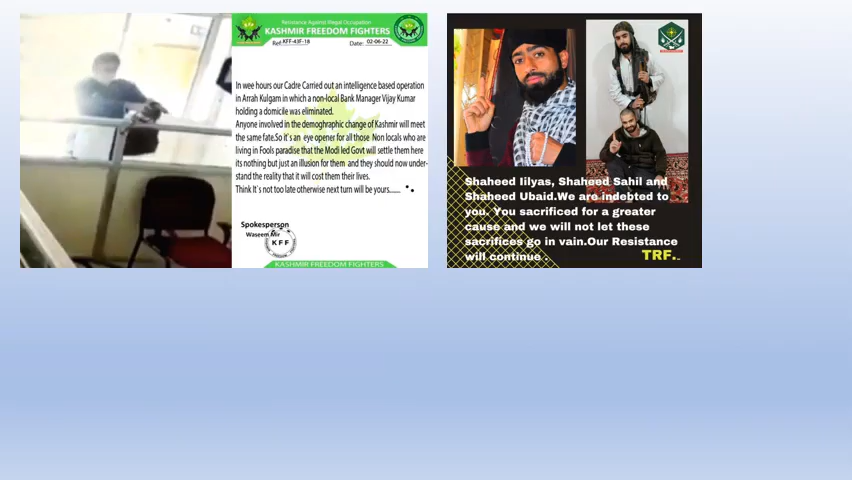 Resistance Against Illegal Occupation
KASHMIR FREEDOM FIGHTERS
Ref: KFF-43F-18 Date: 02-06-22
In wee hours our Cadre Carried out an intelligence based operation
in Arrah Kulgam in which a non-local Bank Manager Vijay Kumar
holding a domicile was eliminated.
Anyone involved in the demoghraphic change of Kashmir will meet
the same fate.So it`s an eye opener for all those Non locals who are
living in Fools paradise that the Modi led Govt will settle them here
its nothing but just an illusion for them and they should now under-
stand the reality that it will cost them their lives.
Think It`s not too late otherwise next turn will be yours......
Spokesperson
Waseem Mir
KFF
KASHMIR FREEDOM FIGHTERS
Shaheed Iilyas, Shaheed Sahil and
Shaheed Ubaid.We are indebted to
you. You sacrificed for a greater
cause and we will not let these
sacrifices go in vain.Our Resistance
will continue .
TRF..